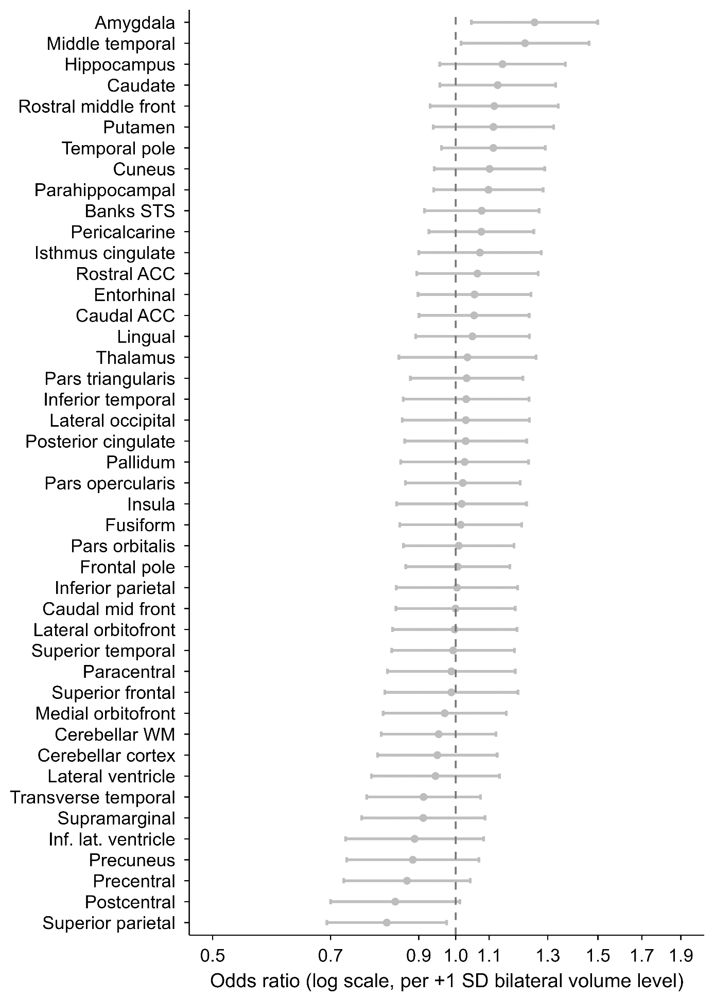 Amygdala
Middle temporal
Hippocampus
Caudate
Rostral middle front
Putamen
Temporal pole
Cuneus
Parahippocampal
Banks STS
Pericalcarine
Isthmus cingulate
Rostral ACC
Entorhinal
Caudal ACC
Lingual
Thalamus
Pars triangularis
Inferior temporal
Lateral occipital
Posterior cingulate
Pallidum
Pars opercularis
Insula
Fusiform
Pars orbitalis
Frontal pole
Inferior parietal
Caudal mid front
Lateral orbitofront
Superior temporal
Paracentral
Superior frontal
Medial orbitofront
Cerebellar WM
Cerebellar cortex
Lateral ventricle
Transverse temporal
Supramarginal
Inf. lat. ventricle
Precuneus
Precentral
Postcentral
Superior parietal
0.5 0.7 0.9 1.0 1.1 1.3 1.5 1.7 1.9
Odds ratio (log scale, per +1 SD bilateral volume level)